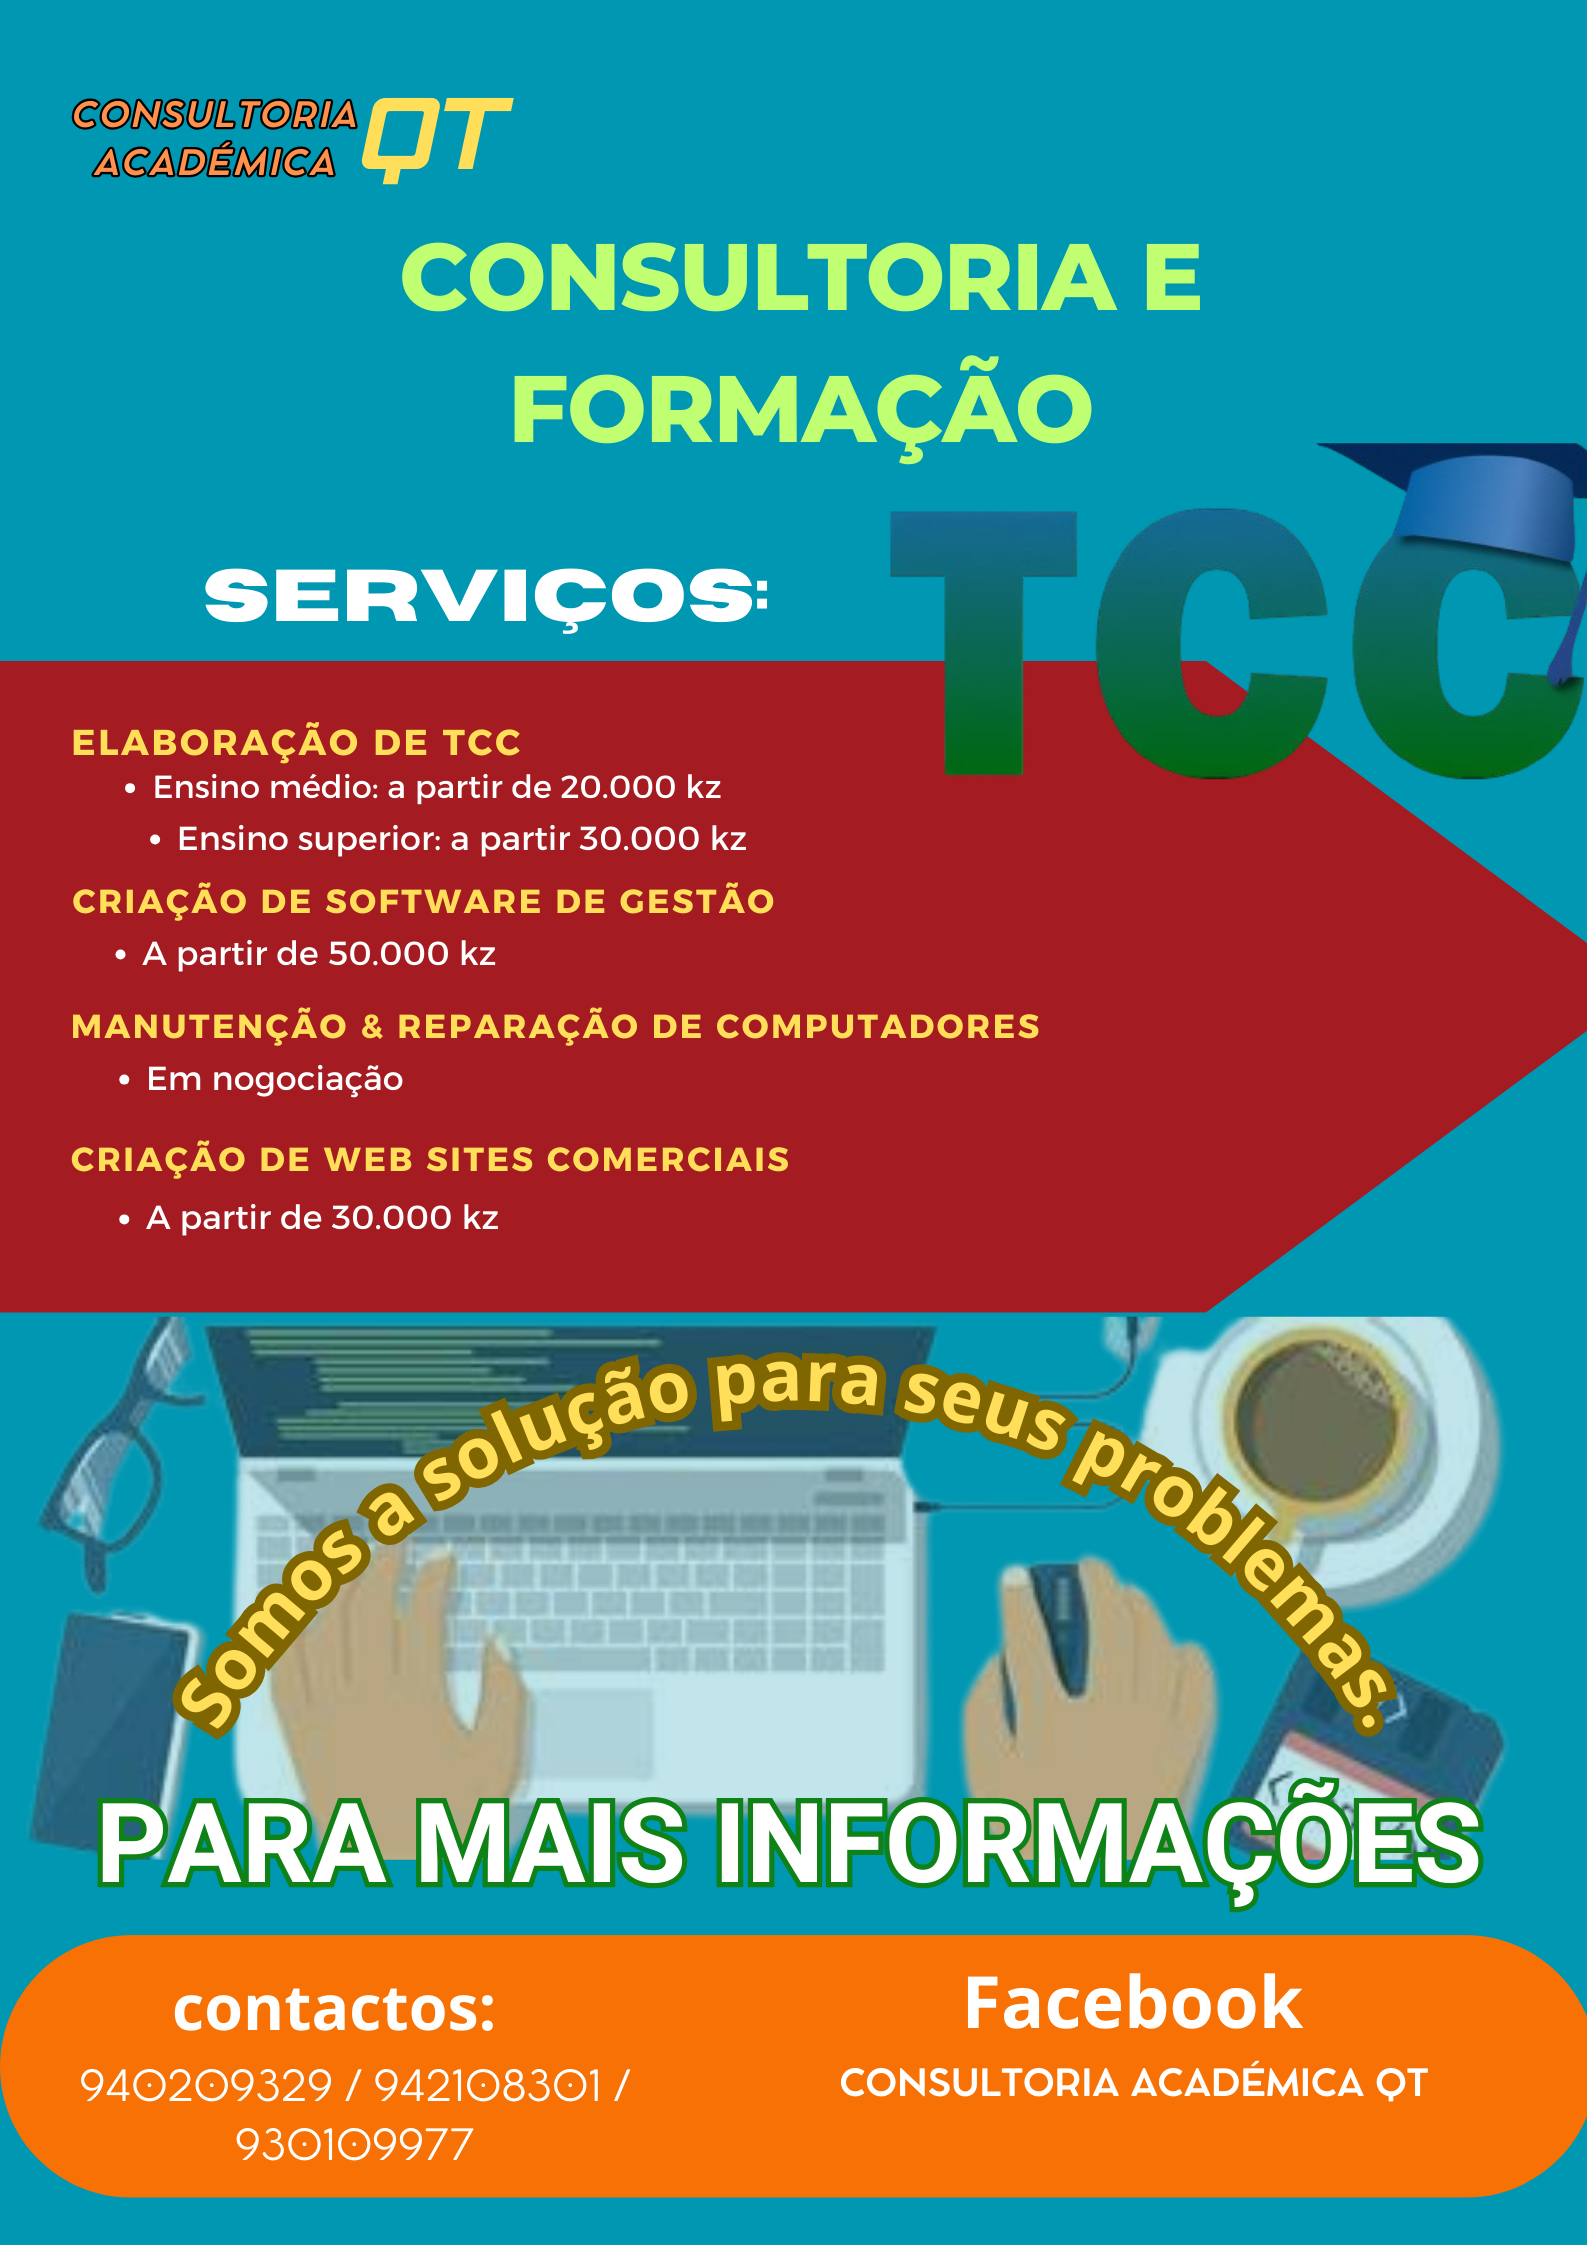 CONSULTORIA
ACADÉMICA
QT
CONSULTORIA E
FORMAÇÃO
TCC
SERVIÇOS:
ELABORAÇÃO DE TCC
• Ensino médio: a partir de 20.000 kz
• Ensino superior: a partir 30.000 kz
CRIAÇÃO DE SOFTWARE DE GESTÃO
• A partir de 50.000 kz
MANUTENÇÃO & REPARAÇÃO DE COMPUTADORES
• Em nogociação
CRIAÇÃO DE WEB SITES COMERCIAIS
• A partir de 30.000 kz
Somos a solução para seus problemas.
PARA MAIS INFORMAÇÕES
contactos:
940209329 / 942108301 /
930109977
Facebook
CONSULTORIA ACADÉMICA QT